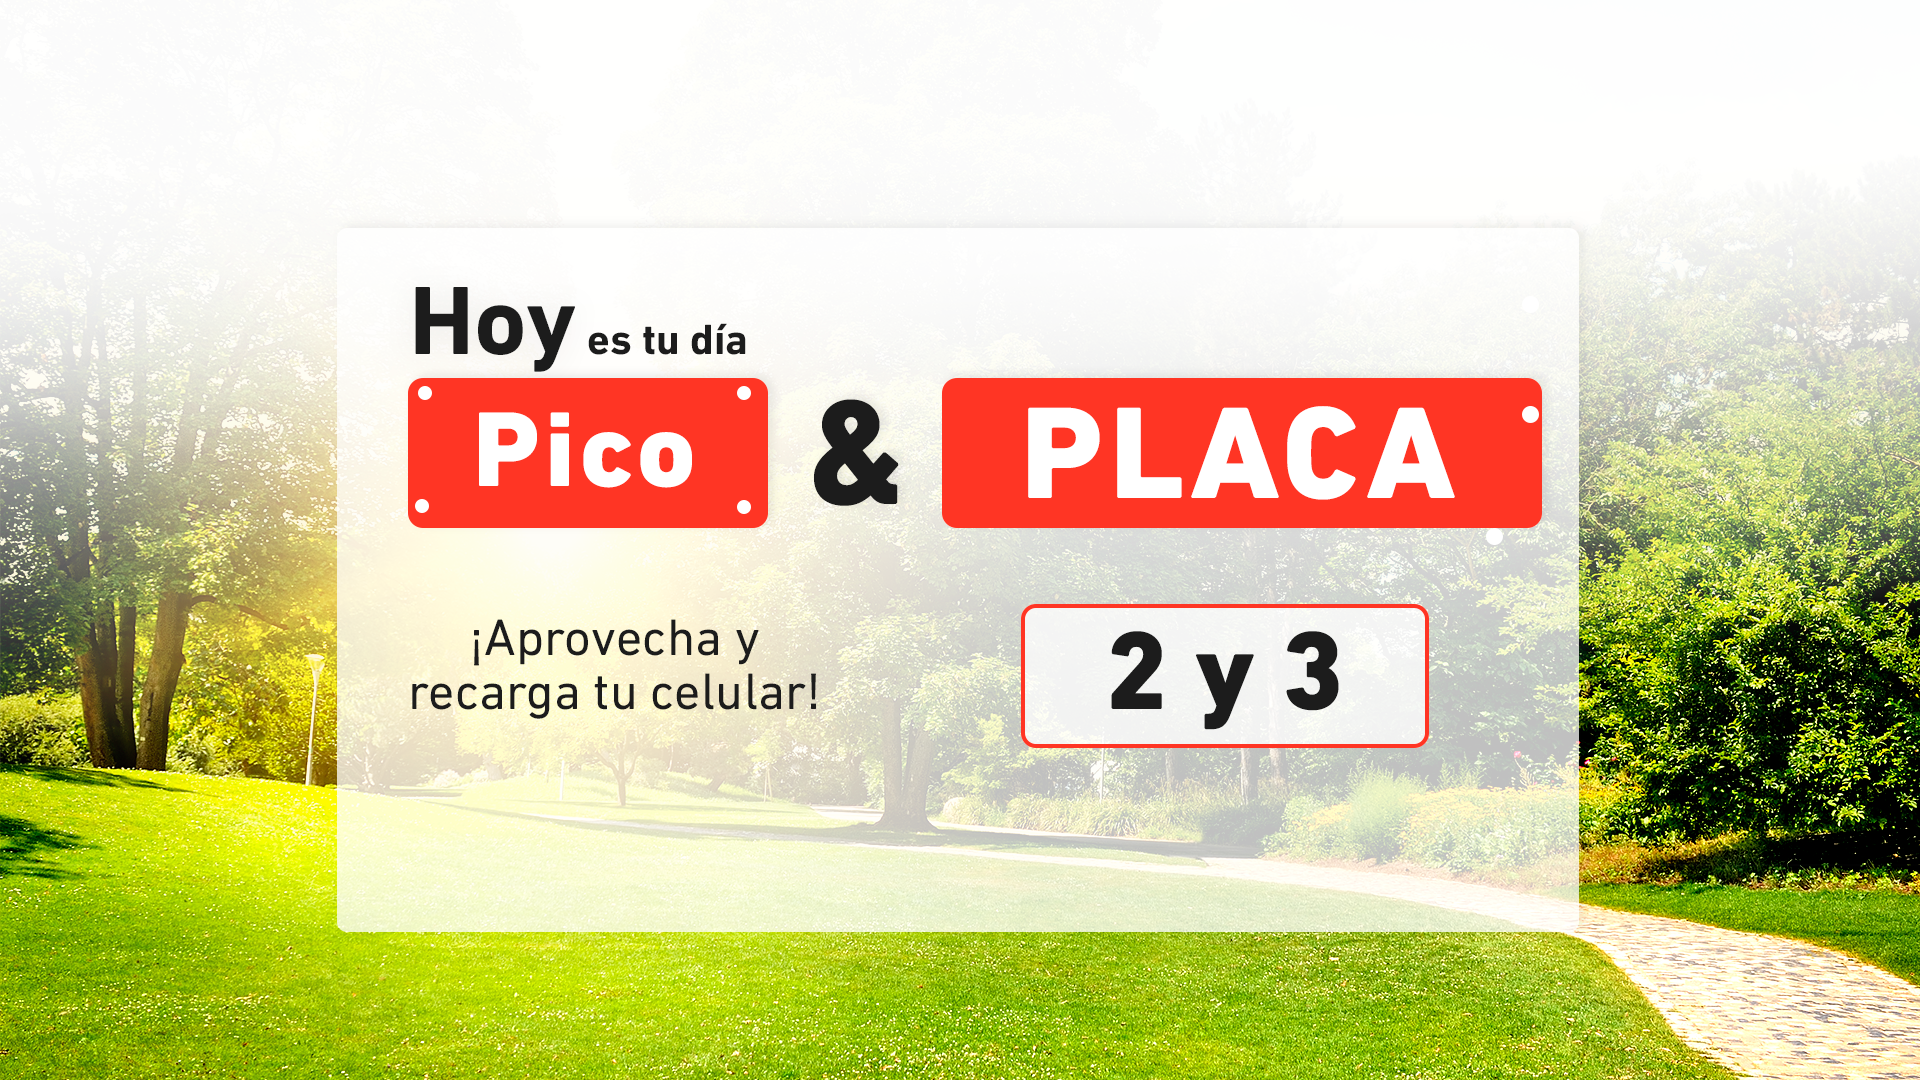 Hoy es tu día
Pico & PLACA
¡Aprovecha y
recarga tu celular!
2 y 3